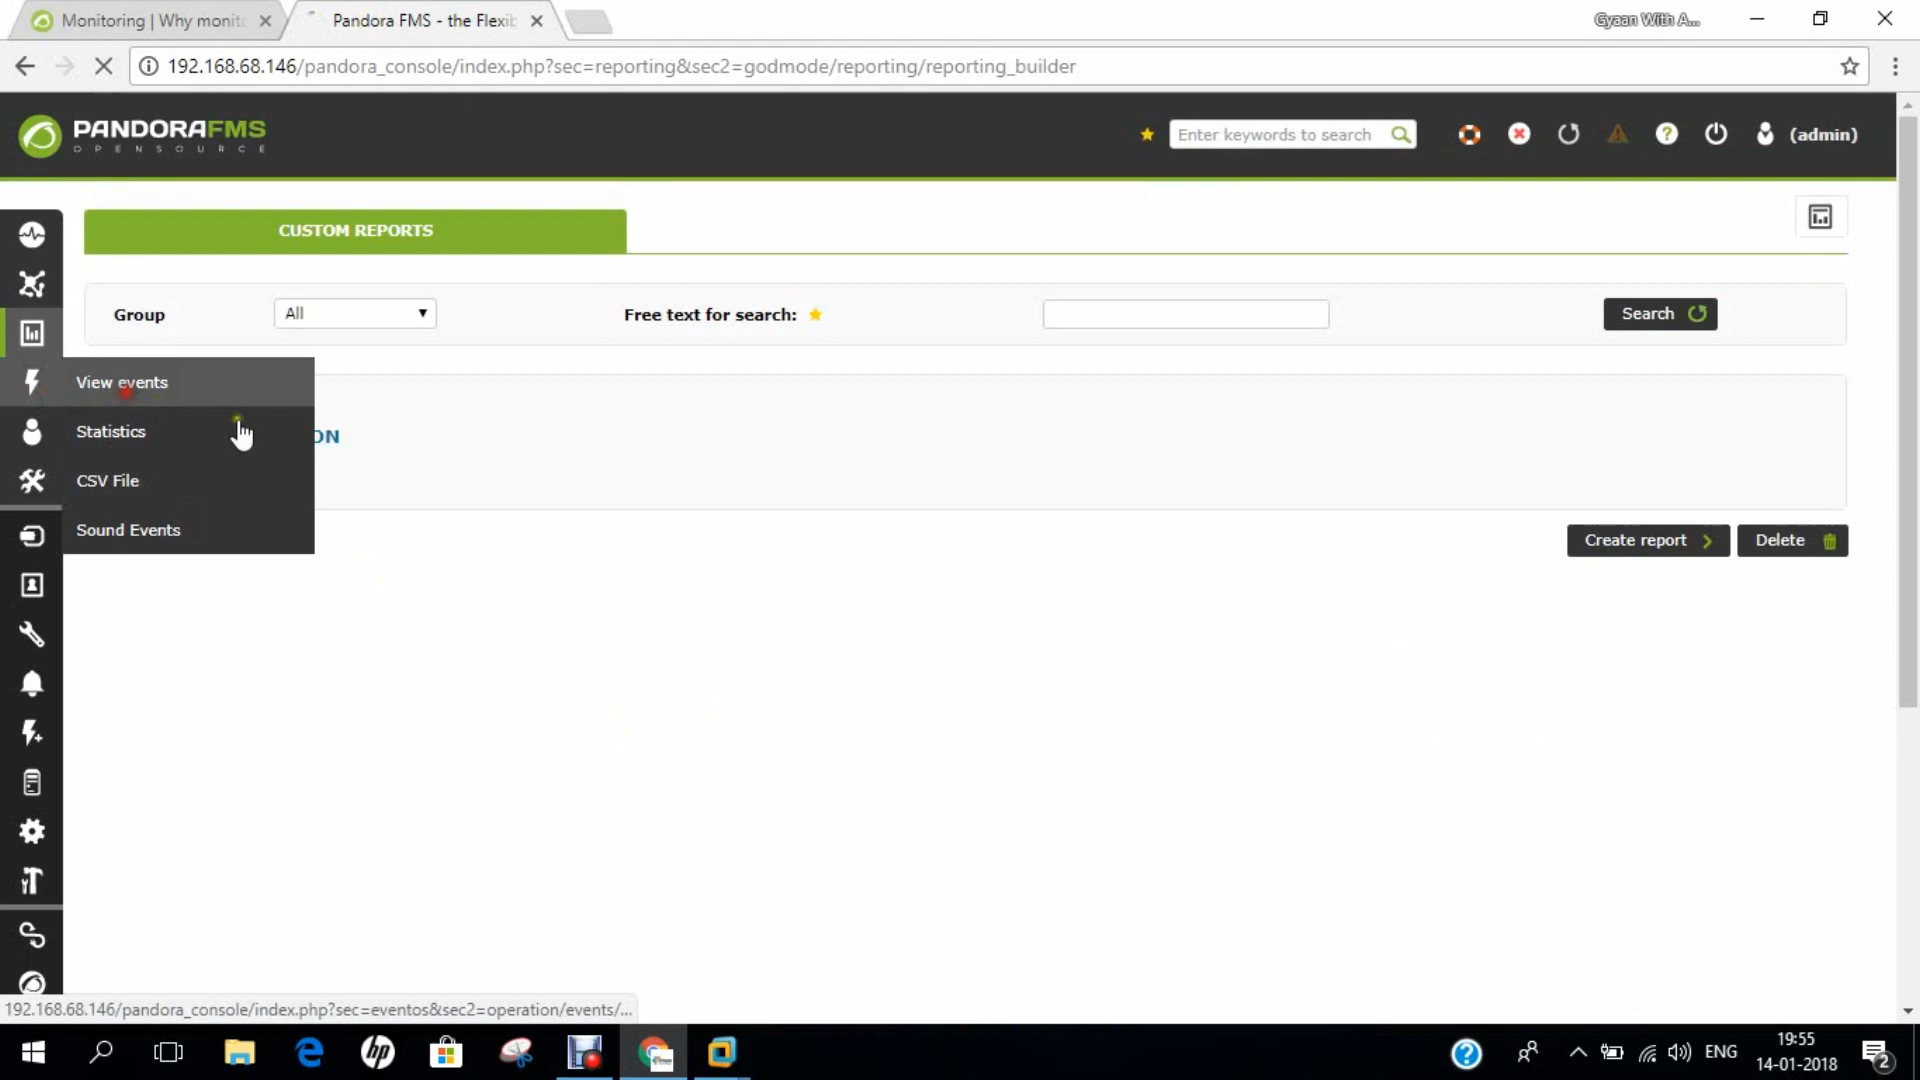 Monitoring | Why monit
Pandora FMS - the Flexib
Gyaan With A...
192.168.68.146/pandora_console/index.php?sec=reporting&sec2=godmode/reporting/reporting_builder
PANDORAFMS
OPENSOURCE
Enter keywords to search
(admin)
CUSTOM REPORTS
Group
All
Free text for search:
Search
View events
Statistics
ON
CSV File
Sound Events
Create report
Delete
192.168.68.146/pandora_console/index.php?sec=eventos&sec2=operation/events/...
hp
ENG
19:55
14-01-2018
2